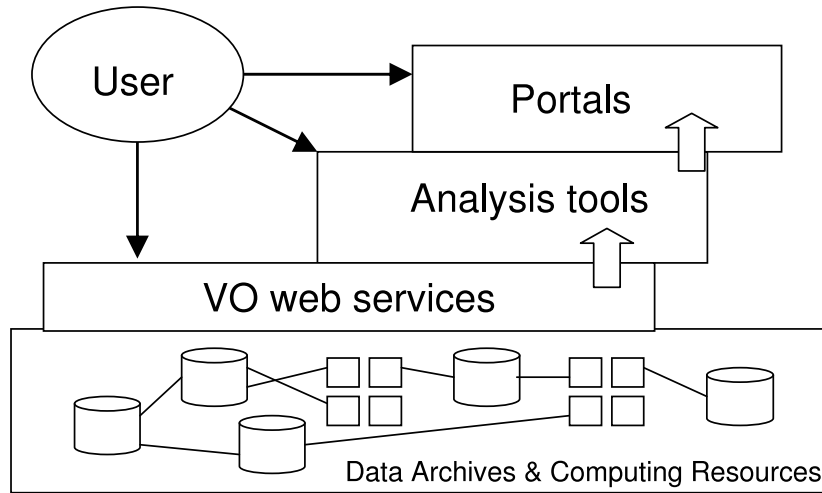 User
Portals
Analysis tools
VO web services
Data Archives & Computing Resources